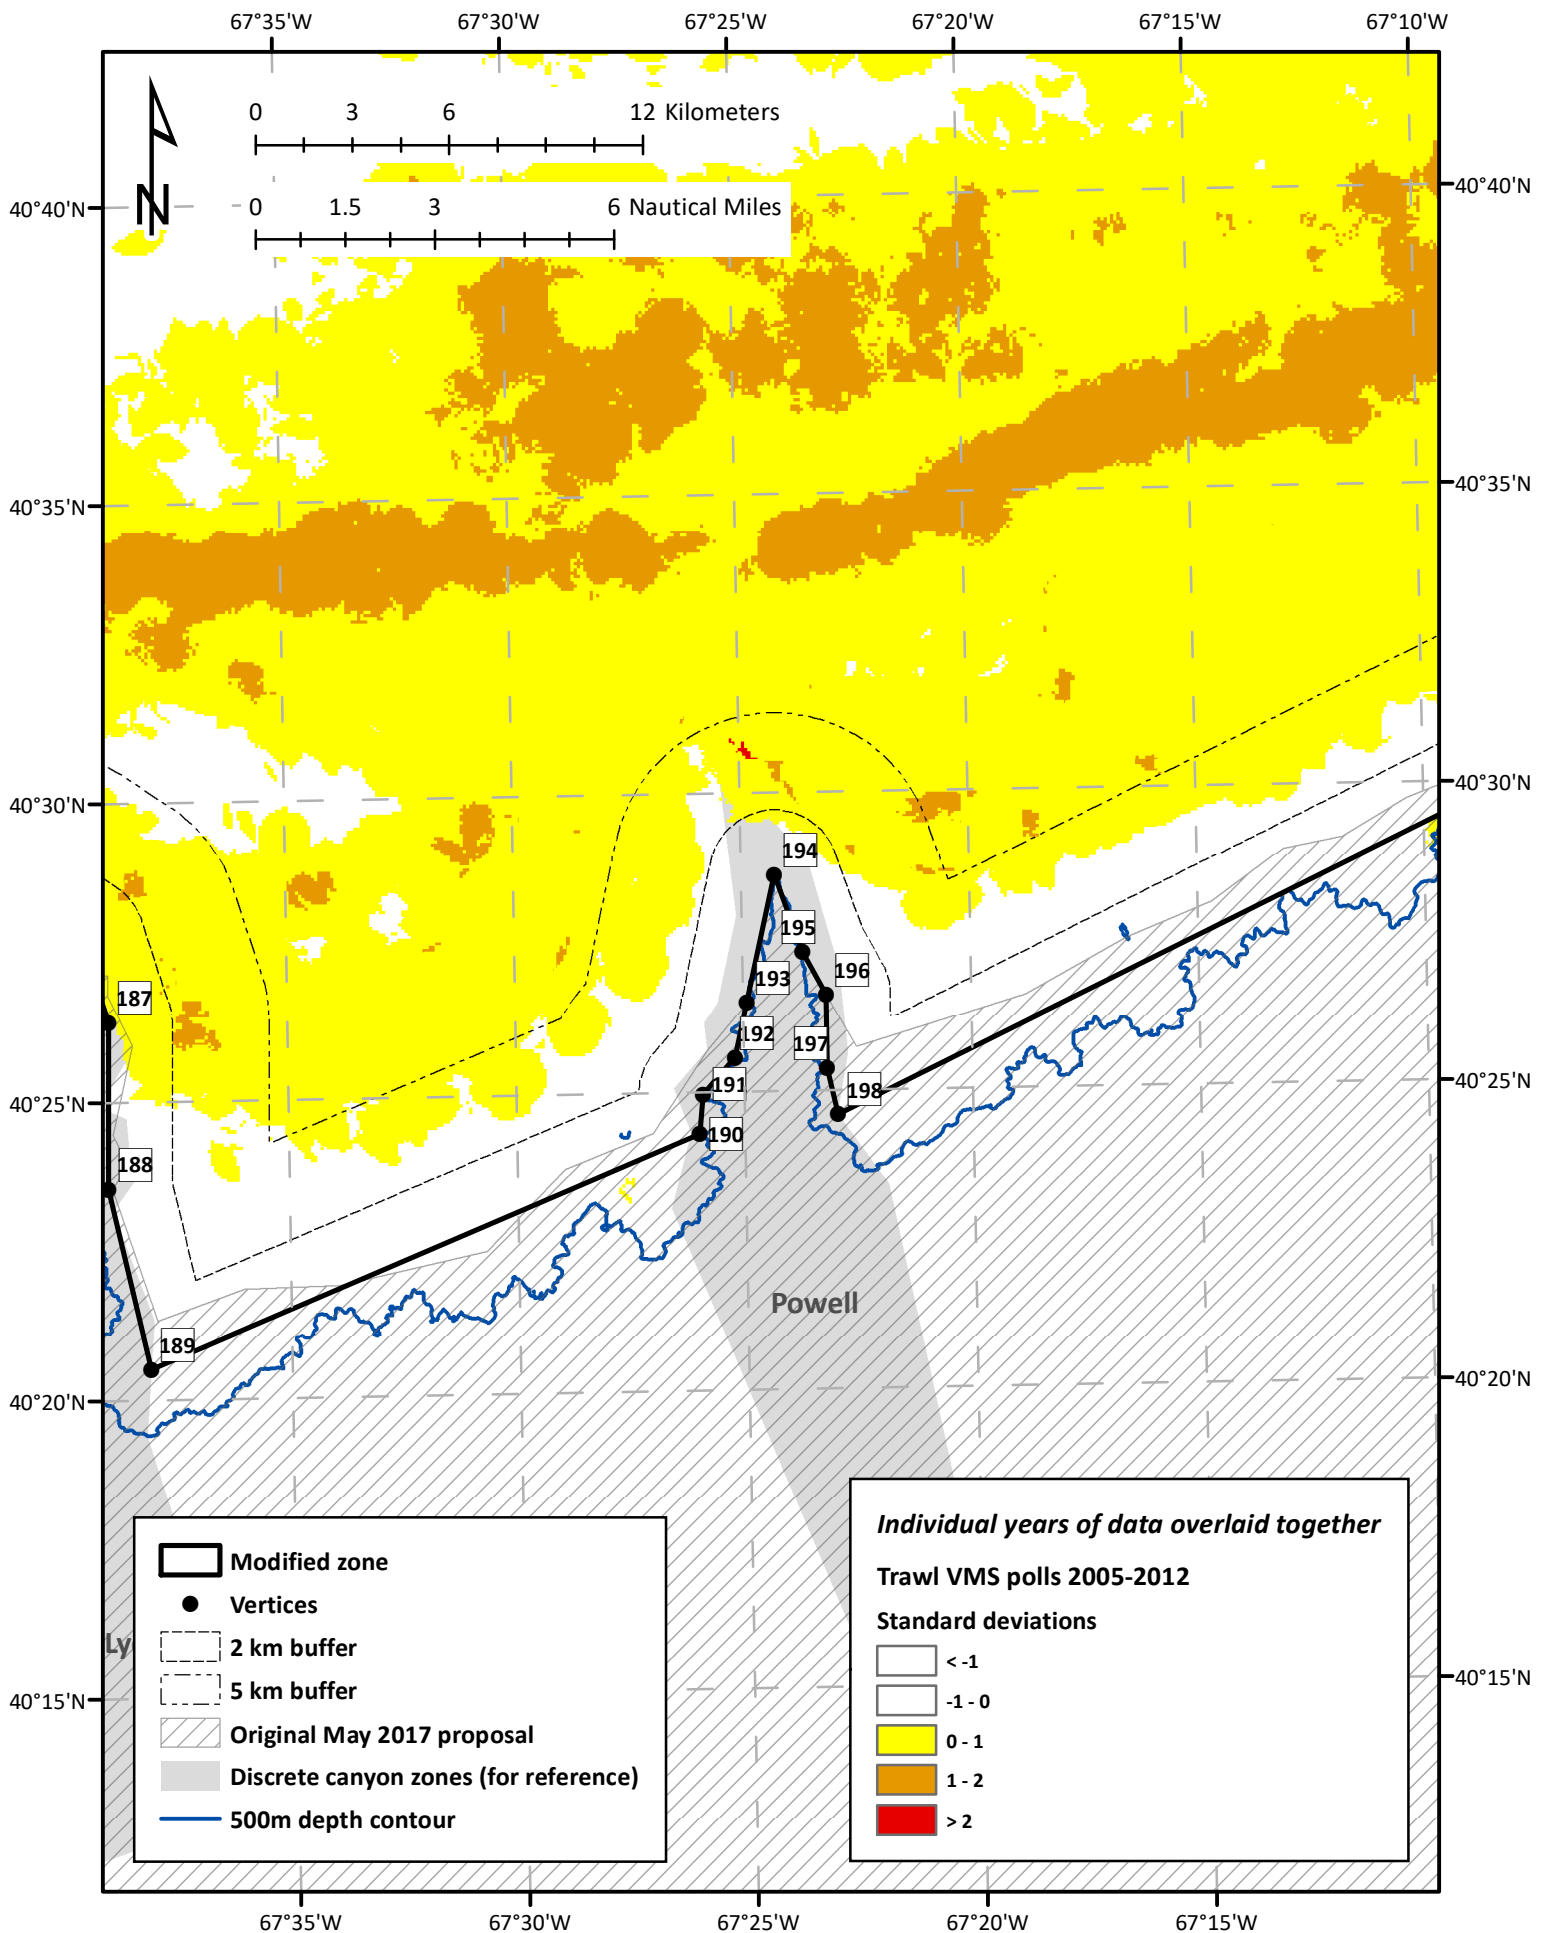 67°35'W 67°30'W 67°25'W 67°20'W 67°15'W 67°10'W
0 3 6 12 Kilometers
40°40'N N 0 1.5 3 6 Nautical Miles 40°40'N
40°35'N 40°35'N
40°30'N 40°30'N
194
195
196
193
187
192
197
191
198
40°25'N 40°25'N
190
188
Powell
189
40°20'N 40°20'N
Individual years of data overlaid together
Trawl VMS polls 2005-2012
Standard deviations
< -1
-1 - 0
0 - 1
1 - 2
> 2
Modified zone
Vertices
2 km buffer
5 km buffer
Original May 2017 proposal
Discrete canyon zones (for reference)
500m depth contour
Ly
40°15'N 40°15'N
67°35'W 67°30'W 67°25'W 67°20'W 67°15'W